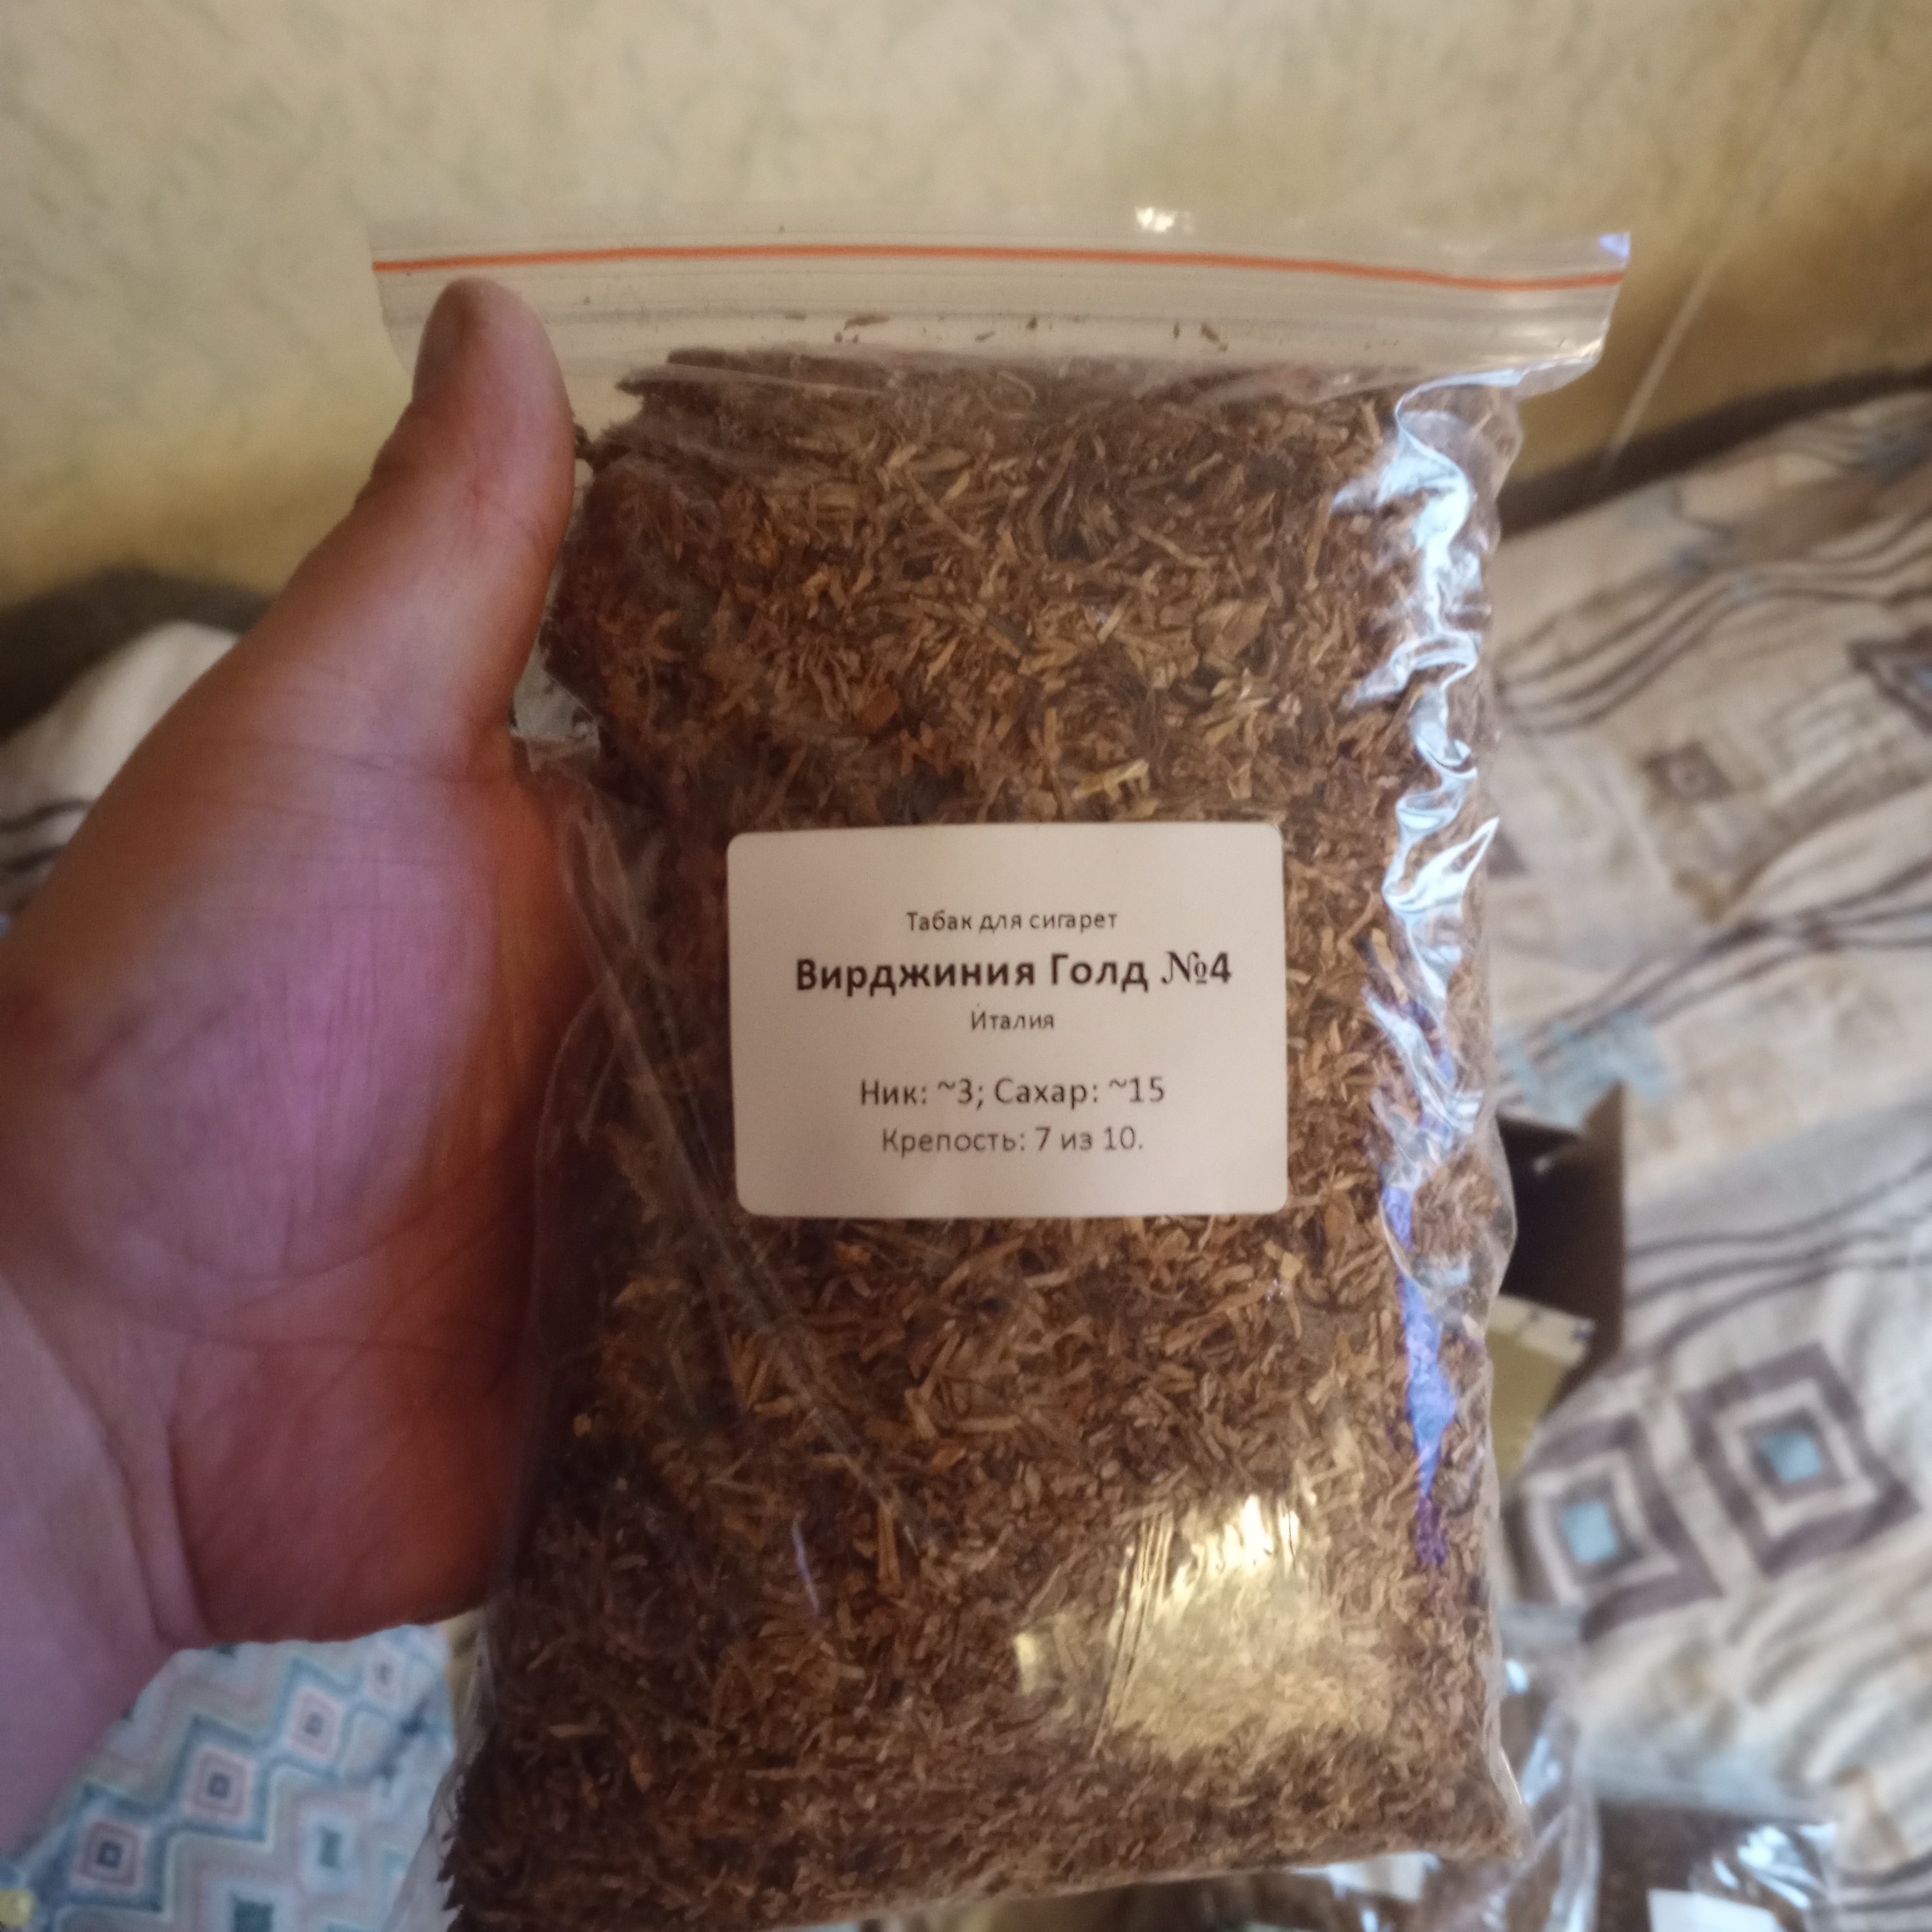 Табак для сигарет
Вирджиния Голд №4
Италия
Ник: ~3; Сахар: ~15
Крепость: 7 из 10.